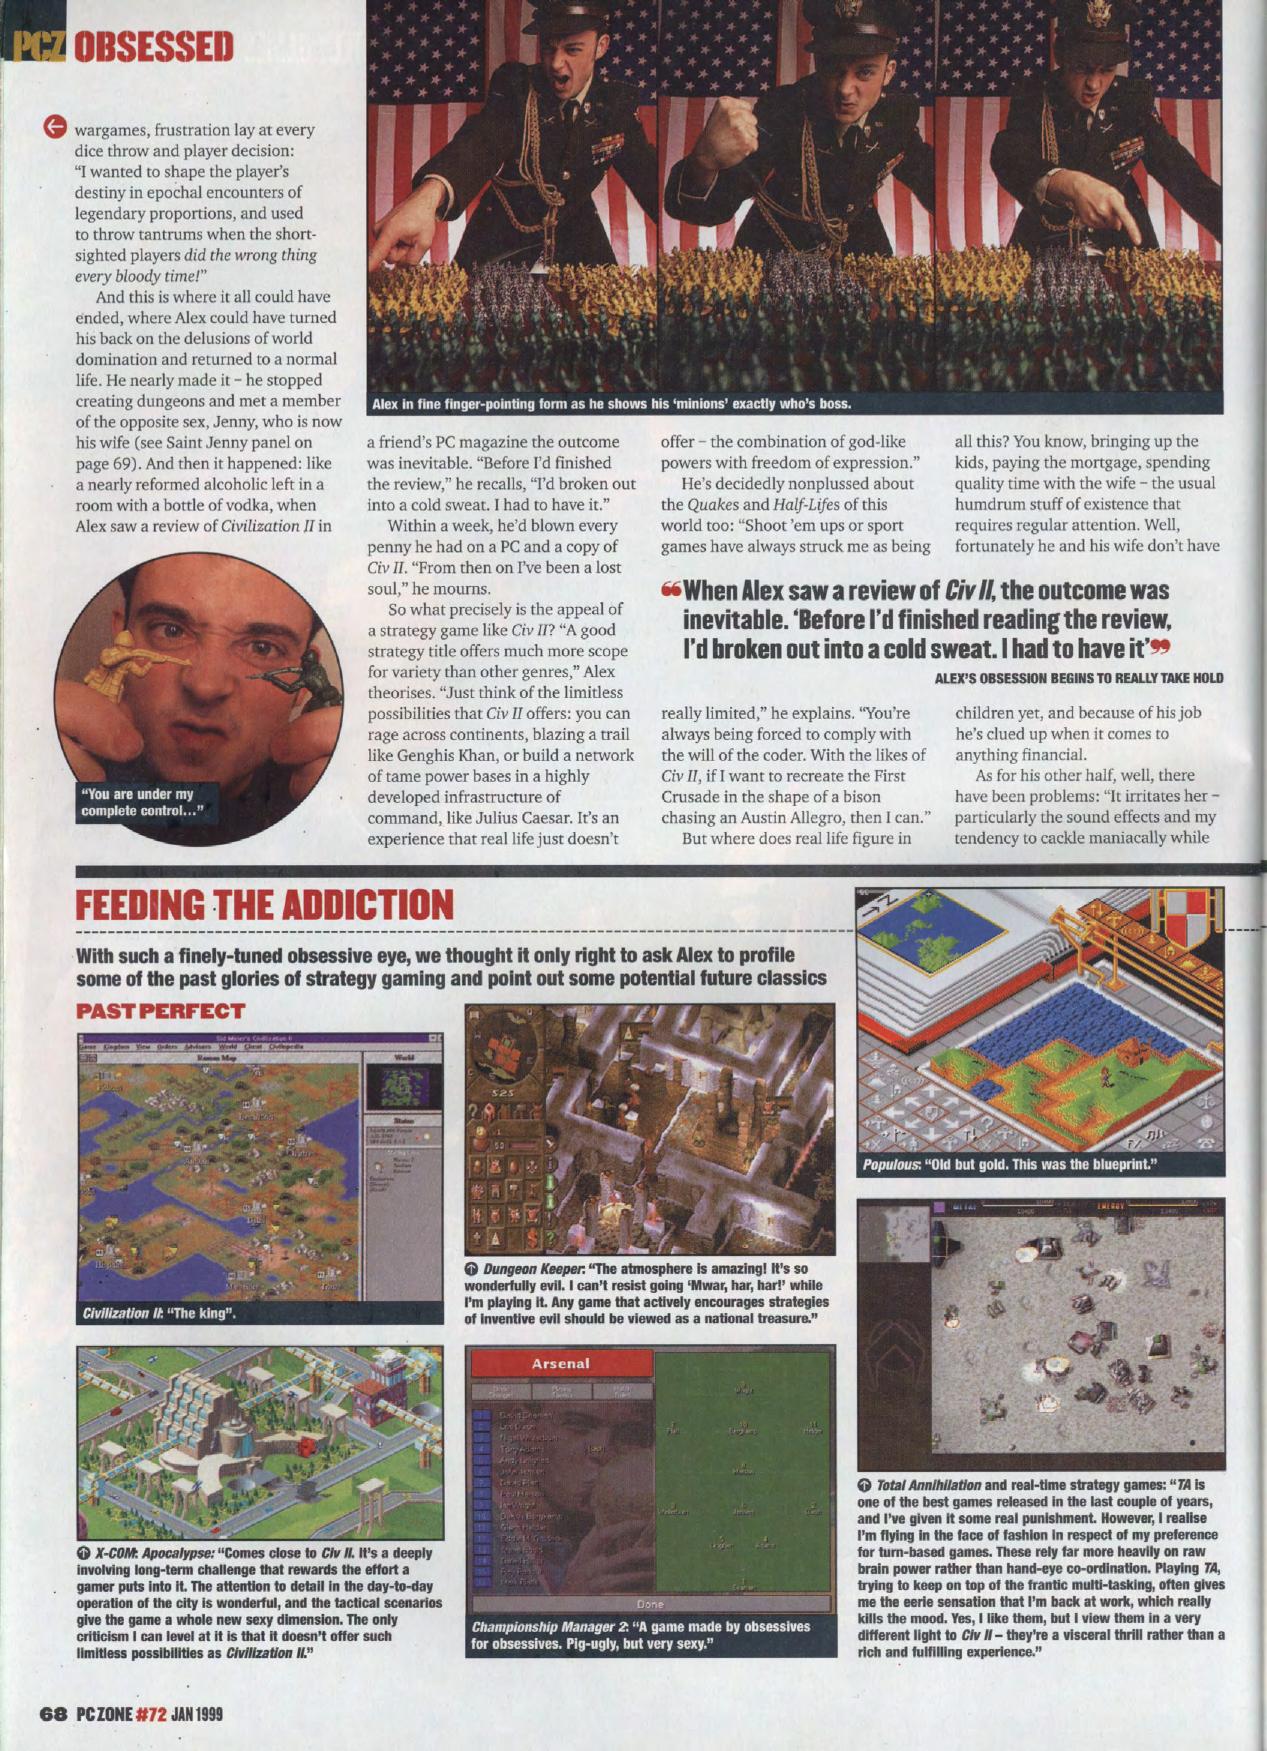 PCZ OBSESSED
wargames, frustration lay at every
dice throw and player decision:
"I wanted to shape the player's
destiny in epochal encounters of
legendary proportions, and used
to throw tantrums when the short-
sighted players did the wrong thing
every bloody time!"
And this is where it all could have
ended, where Alex could have turned
his back on the delusions of world
domination and returned to a normal
life. He nearly made it – he stopped
creating dungeons and met a member
of the opposite sex, Jenny, who is now
his wife (see Saint Jenny panel on
page 69). And then it happened: like
a nearly reformed alcoholic left in a
room with a bottle of vodka, when
Alex saw a review of Civilization II in
"You are under my
complete control..."
Alex in fine finger-pointing form as he shows his 'minions' exactly who's boss.
a friend's PC magazine the outcome
was inevitable. "Before I'd finished
the review," he recalls, "I'd broken out
into a cold sweat. I had to have it."
Within a week, he'd blown every
penny he had on a PC and a copy of
Civ II. "From then on I've been a lost
soul," he mourns.
So what precisely is the appeal of
a strategy game like Civ II? "A good
strategy title offers much more scope
for variety than other genres," Alex
theorises. "Just think of the limitless
possibilities that Civ II offers: you can
rage across continents, blazing a trail
like Genghis Khan, or build a network
of tame power bases in a highly
developed infrastructure of
command, like Julius Caesar. It's an
experience that real life just doesn't
offer – the combination of god-like
powers with freedom of expression."
He's decidedly nonplussed about
the Quakes and Half-Lifes of this
world too: "Shoot 'em ups or sport
games have always struck me as being
really limited," he explains. "You're
always being forced to comply with
the will of the coder. With the likes of
Civ II, if I want to recreate the First
Crusade in the shape of a bison
chasing an Austin Allegro, then I can."
But where does real life figure in
all this? You know, bringing up the
kids, paying the mortgage, spending
quality time with the wife – the usual
humdrum stuff of existence that
requires regular attention. Well,
fortunately he and his wife don't have
children yet, and because of his job
he's clued up when it comes to
anything financial.
As for his other half, well, there
have been problems: "It irritates her –
particularly the sound effects and my
tendency to cackle maniacally while
"When Alex saw a review of Civ II, the outcome was
inevitable. 'Before I'd finished reading the review,
I'd broken out into a cold sweat. I had to have it'"
ALEX'S OBSESSION BEGINS TO REALLY TAKE HOLD
FEEDING THE ADDICTION
With such a finely-tuned obsessive eye, we thought it only right to ask Alex to profile
some of the past glories of strategy gaming and point out some potential future classics
PAST PERFECT
Sid Meier's Civilization II
Game Kingdom View Orders Advisors World Cheat Civilopedia
Roman Map
World
Status
Civilization II: "The king".
X-COM: Apocalypse: "Comes close to Civ II. It's a deeply
involving long-term challenge that rewards the effort a
gamer puts into it. The attention to detail in the day-to-day
operation of the city is wonderful, and the tactical scenarios
give the game a whole new sexy dimension. The only
criticism I can level at it is that it doesn't offer such
limitless possibilities as Civilization II."
525
Dungeon Keeper: "The atmosphere is amazing! It's so
wonderfully evil. I can't resist going 'Mwar, har, har!' while
I'm playing it. Any game that actively encourages strategies
of inventive evil should be viewed as a national treasure."
Arsenal
David Seaman
Lee Dixon
Tony Adams
Done
Championship Manager 2: "A game made by obsessives
for obsessives. Pig-ugly, but very sexy."
Populous: "Old but gold. This was the blueprint."
METAL
ENERGY
Total Annihilation and real-time strategy games: "TA is
one of the best games released in the last couple of years,
and I've given it some real punishment. However, I realise
I'm flying in the face of fashion in respect of my preference
for turn-based games. These rely far more heavily on raw
brain power rather than hand-eye co-ordination. Playing TA,
trying to keep on top of the frantic multi-tasking, often gives
me the eerie sensation that I'm back at work, which really
kills the mood. Yes, I like them, but I view them in a very
different light to Civ II – they're a visceral thrill rather than a
rich and fulfilling experience."
68 PC ZONE #72 JAN 1999